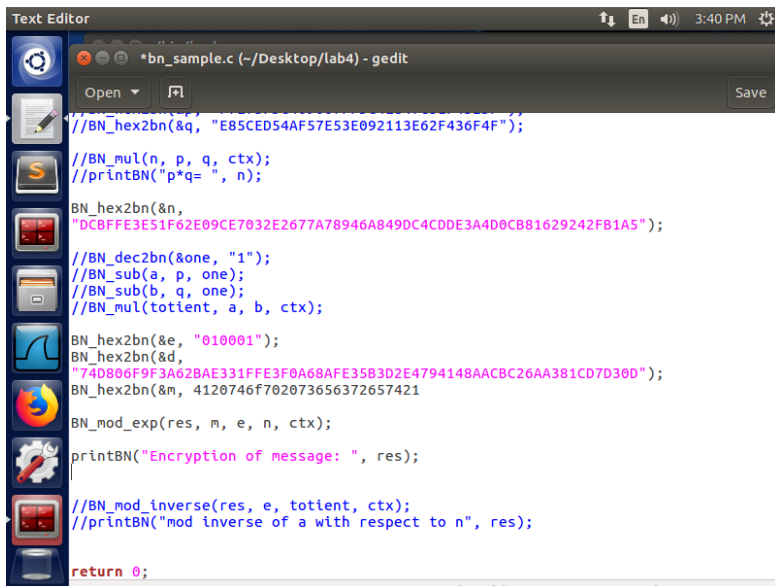 Text Editor
En
3:40 PM
*bn_sample.c (~/Desktop/lab4) - gedit
Open
Save
//BN_hex2bn(&q, "E85CED54AF57E53E092113E62F436F4F");
//BN_mul(n, p, q, ctx);
//printBN("p*q= ", n);
BN_hex2bn(&n,
"DCBFFE3E51F62E09CE7032E2677A78946A849DC4CDDE3A4D0CB81629242FB1A5");
//BN_dec2bn(&one, "1");
//BN_sub(a, p, one);
//BN_sub(b, q, one);
//BN_mul(totient, a, b, ctx);
BN_hex2bn(&e, "010001");
BN_hex2bn(&d,
"74D806F9F3A62BAE331FFE3F0A68AFE35B3D2E4794148AACBC26AA381CD7D30D");
BN_hex2bn(&m, 4120746f702073656372657421
BN_mod_exp(res, m, e, n, ctx);
printBN("Encryption of message: ", res);
//BN_mod_inverse(res, e, totient, ctx);
//printBN("mod inverse of a with respect to n", res);
return 0;